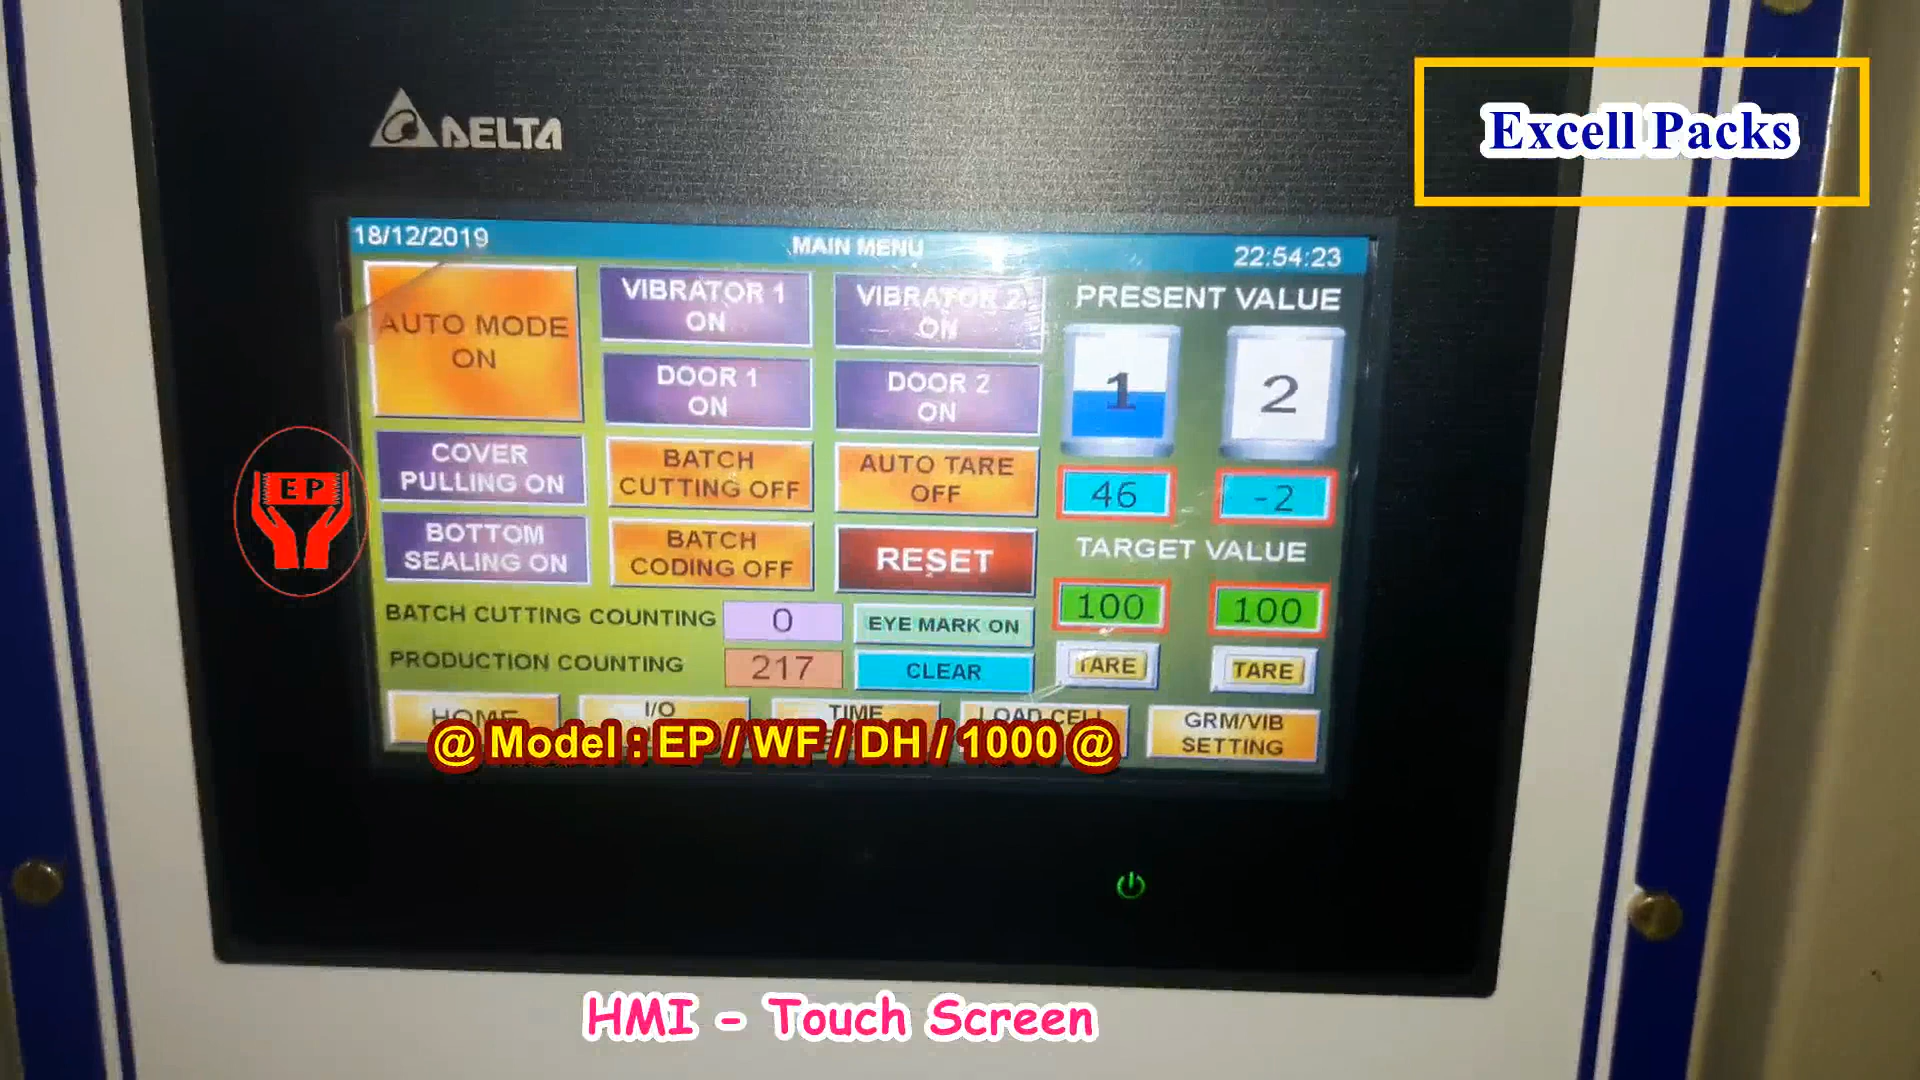 Excell Packs
DELTA
18/12/2019
MAIN MENU
22:54:23
AUTO MODE
ON
VIBRATOR 1
ON
VIBRATOR 2
ON
PRESENT VALUE
DOOR 1
ON
DOOR 2
ON
1
2
COVER
PULLING ON
BATCH
CUTTING OFF
AUTO TARE
OFF
46
-2
EP
BOTTOM
SEALING ON
BATCH
CODING OFF
RESET
TARGET VALUE
100
100
BATCH CUTTING COUNTING
0
EYE MARK ON
PRODUCTION COUNTING
217
CLEAR
TARE
TARE
HOME
I/O
TIME
LOAD CELL
GRM/VIB
SETTING
@ Model : EP / WF / DH / 1000 @
HMI - Touch Screen